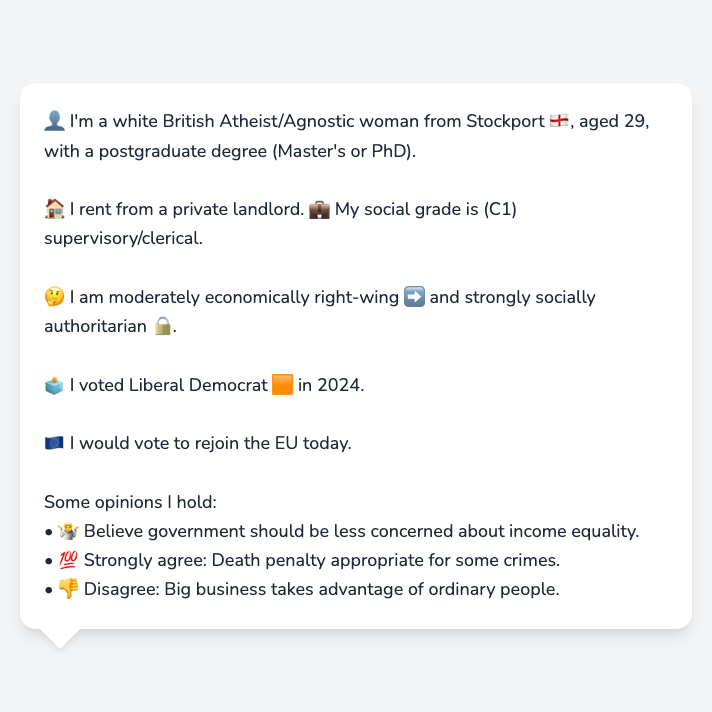 👤 I'm a white British Atheist/Agnostic woman from Stockport 🏴󠁧󠁢󠁥󠁮󠁧󠁿, aged 29,
with a postgraduate degree (Master's or PhD).
🏠 I rent from a private landlord. 💼 My social grade is (C1)
supervisory/clerical.
🤔 I am moderately economically right-wing ➡️ and strongly socially
authoritarian 🔒.
🗳️ I voted Liberal Democrat 🟧 in 2024.
🇪🇺 I would vote to rejoin the EU today.
Some opinions I hold:
• 🤷 Believe government should be less concerned about income equality.
• 💯 Strongly agree: Death penalty appropriate for some crimes.
• 👎 Disagree: Big business takes advantage of ordinary people.